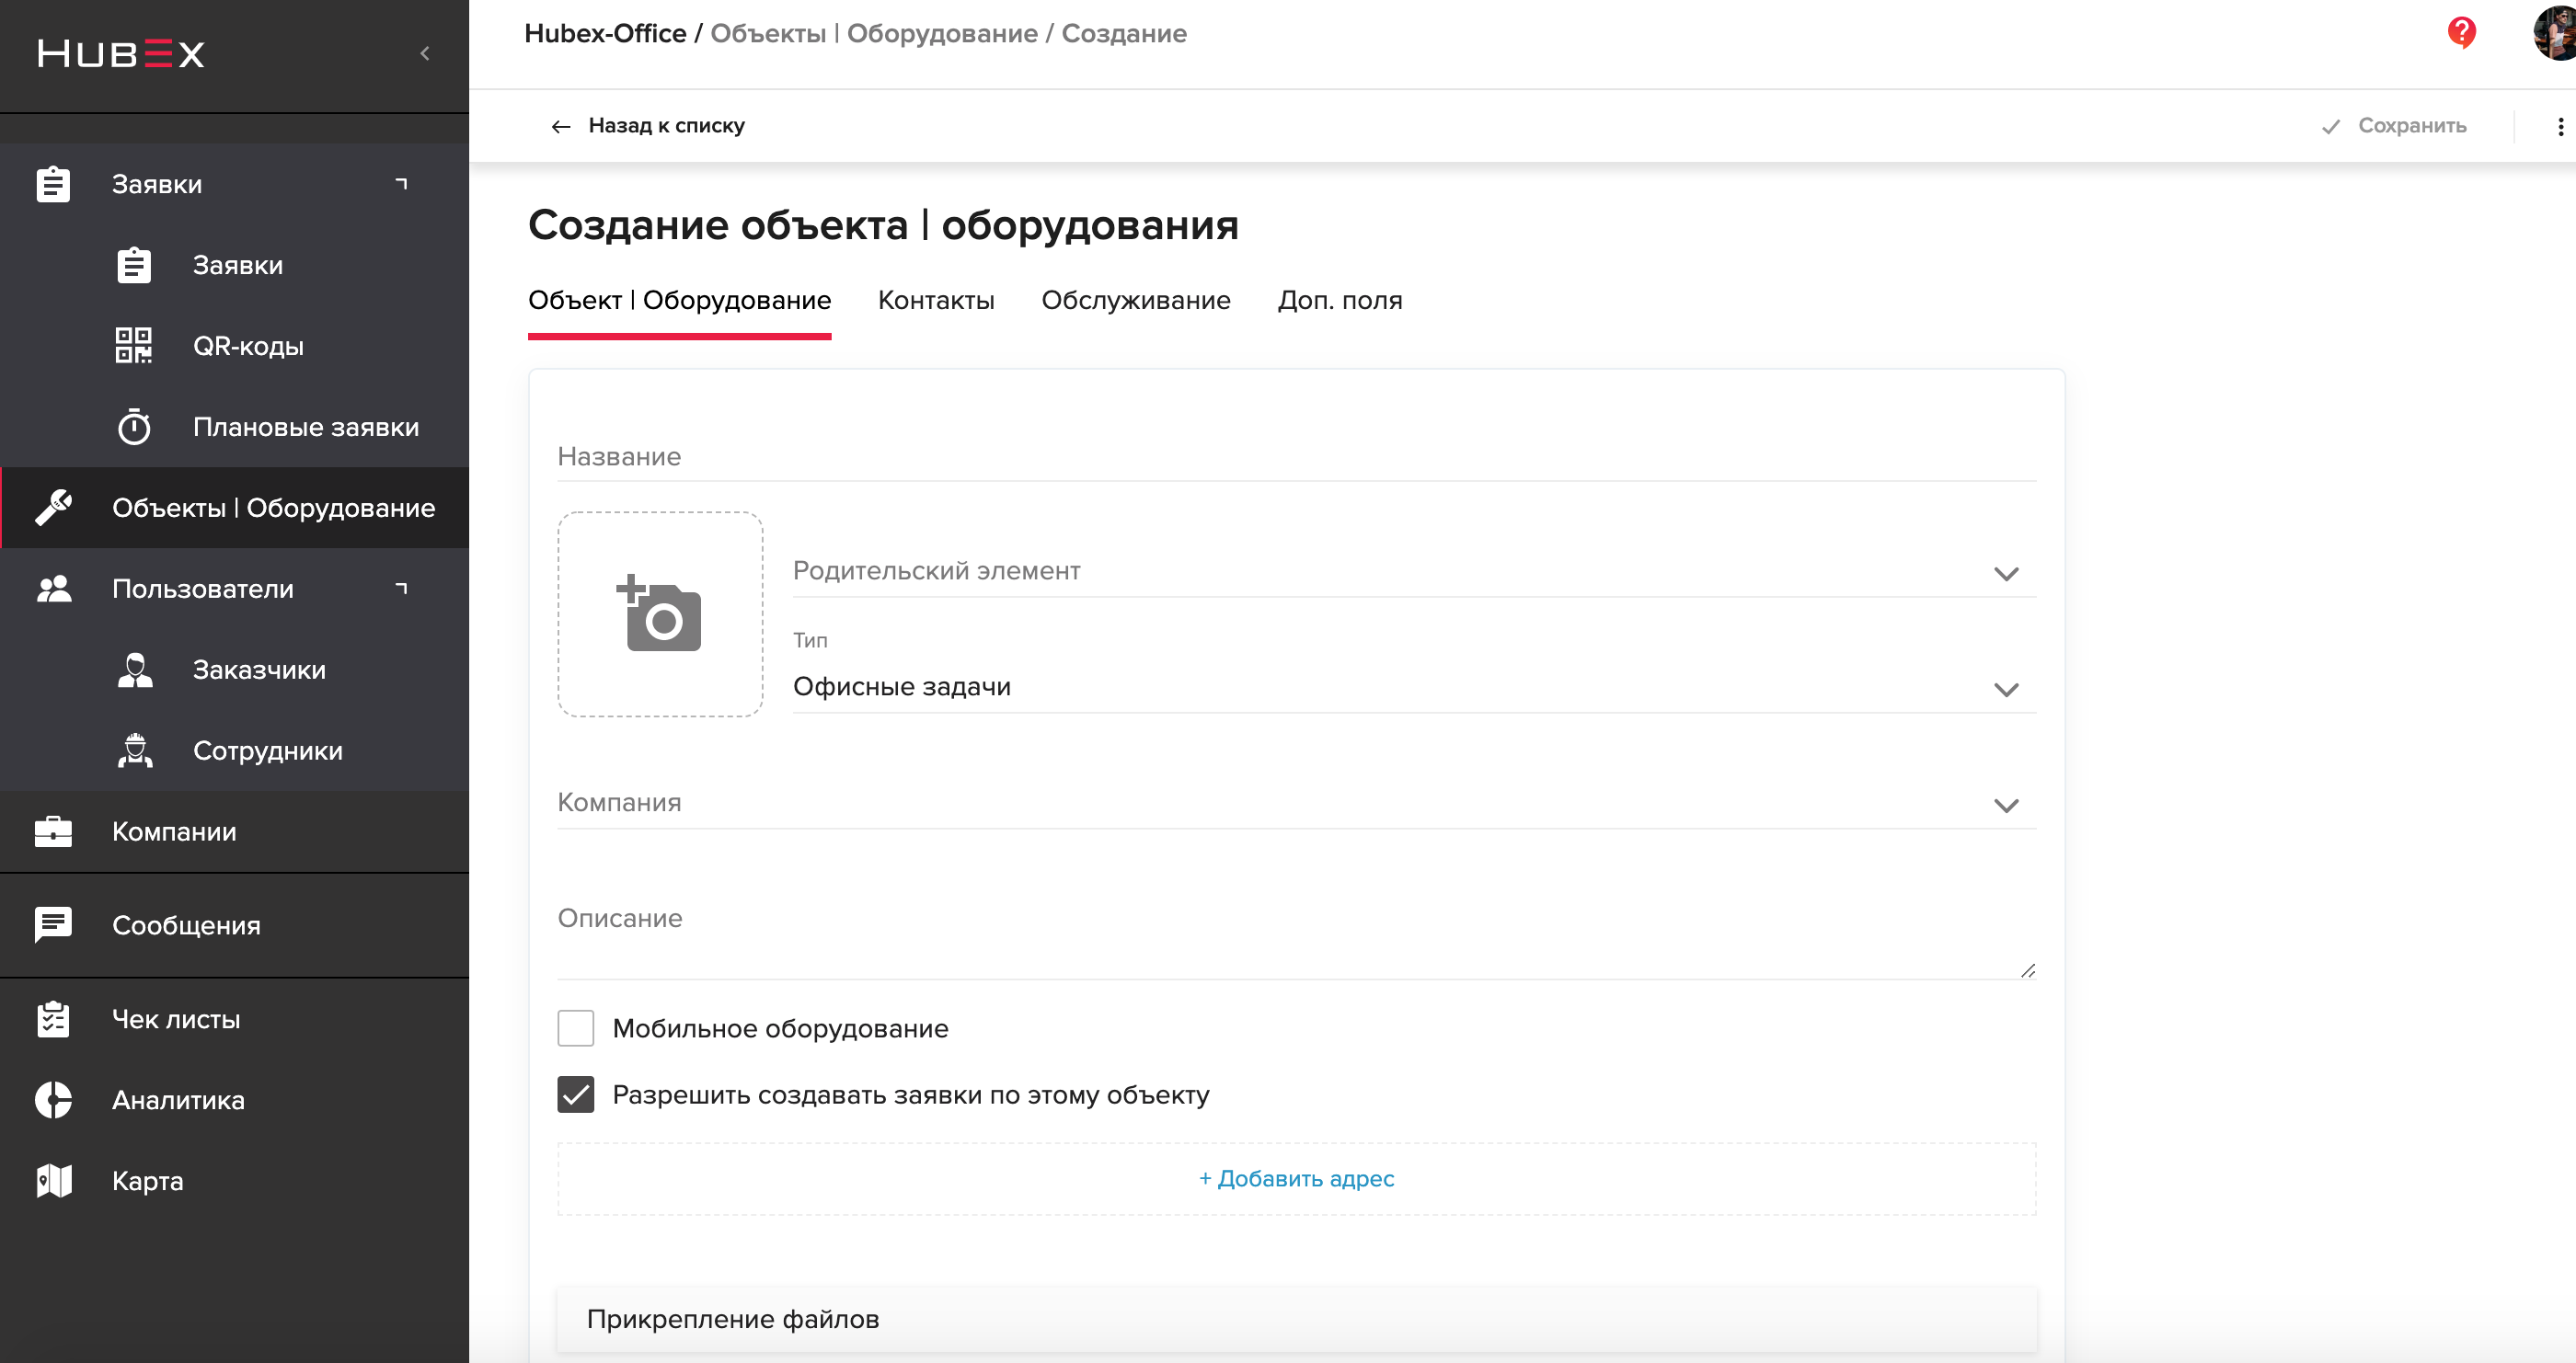 HUBEX
Заявки
Заявки
QR-коды
Плановые заявки
Объекты | Оборудование
Пользователи
Заказчики
Сотрудники
Компании
Сообщения
Чек листы
Аналитика
Карта
Hubex-Office / Объекты | Оборудование / Создание
?
← Назад к списку
Сохранить
Создание объекта | оборудования
Объект | Оборудование Контакты Обслуживание Доп. поля
Название
Родительский элемент
Тип
Офисные задачи
Компания
Описание
Мобильное оборудование
Разрешить создавать заявки по этому объекту
+ Добавить адрес
Прикрепление файлов